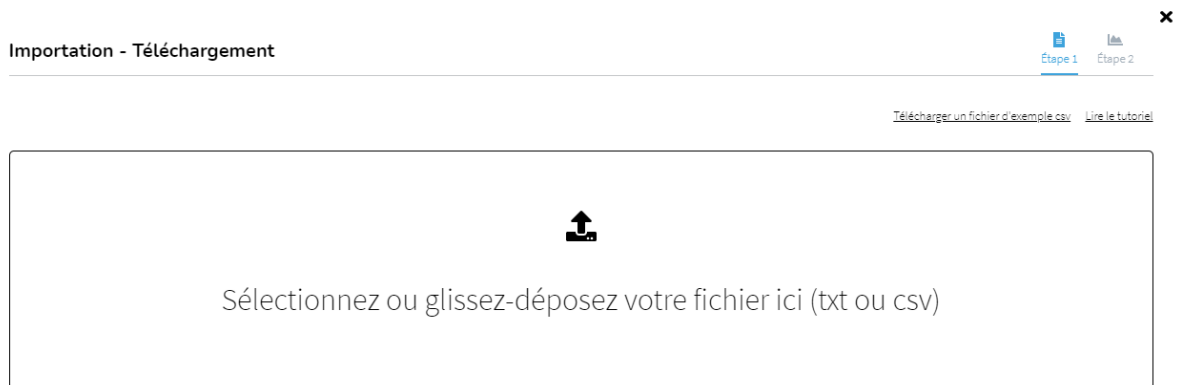 Importation - Téléchargement
Étape 1 Étape 2
Télécharger un fichier d'exemple csv Lire le tutoriel
Sélectionnez ou glissez-déposez votre fichier ici (txt ou csv)